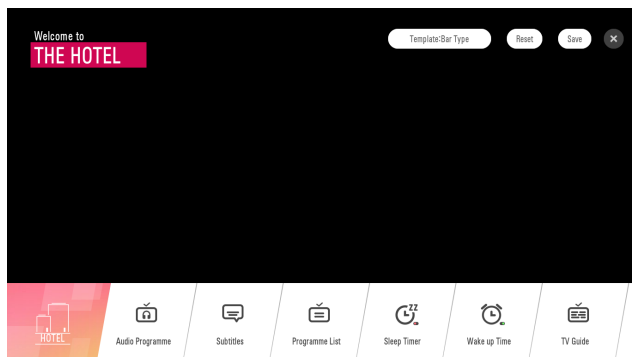 Welcome to
THE HOTEL
Template:Bar Type
Reset
Save
HOTEL
Audio Programme
Subtitles
Programme List
ZZ
Sleep Timer
Wake up Time
TV Guide